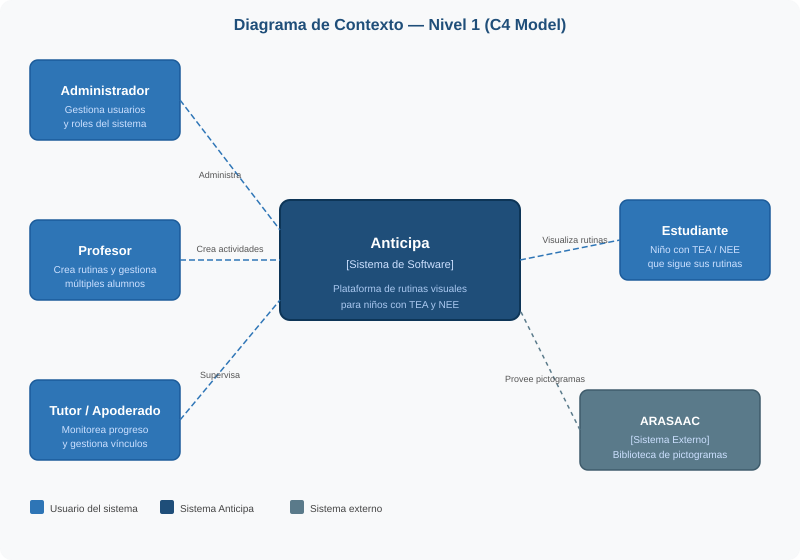 Diagrama de Contexto — Nivel 1 (C4 Model)
Administrador
Gestiona usuarios
y roles del sistema
Administra
Profesor
Crea rutinas y gestiona
múltiples alumnos
Crea actividades
Tutor / Apoderado
Monitorea progreso
y gestiona vínculos
Supervisa
Anticipa
[Sistema de Software]
Plataforma de rutinas visuales
para niños con TEA y NEE
Visualiza rutinas
Estudiante
Niño con TEA / NEE
que sigue sus rutinas
Provee pictogramas
ARASAAC
[Sistema Externo]
Biblioteca de pictogramas
Usuario del sistema
Sistema Anticipa
Sistema externo